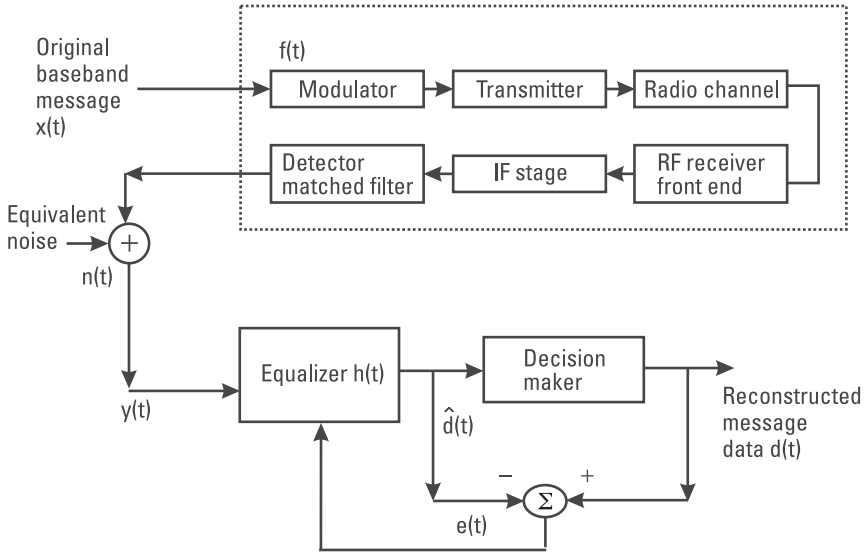 Original
baseband
message
x(t)
f(t)
Modulator
Transmitter
Radio channel
Detector
matched filter
IF stage
RF receiver
front end
Equivalent
noise
+
n(t)
y(t)
Equalizer h(t)
Decision
maker
d̂(t)
Reconstructed
message
data d(t)
−
+
Σ
e(t)